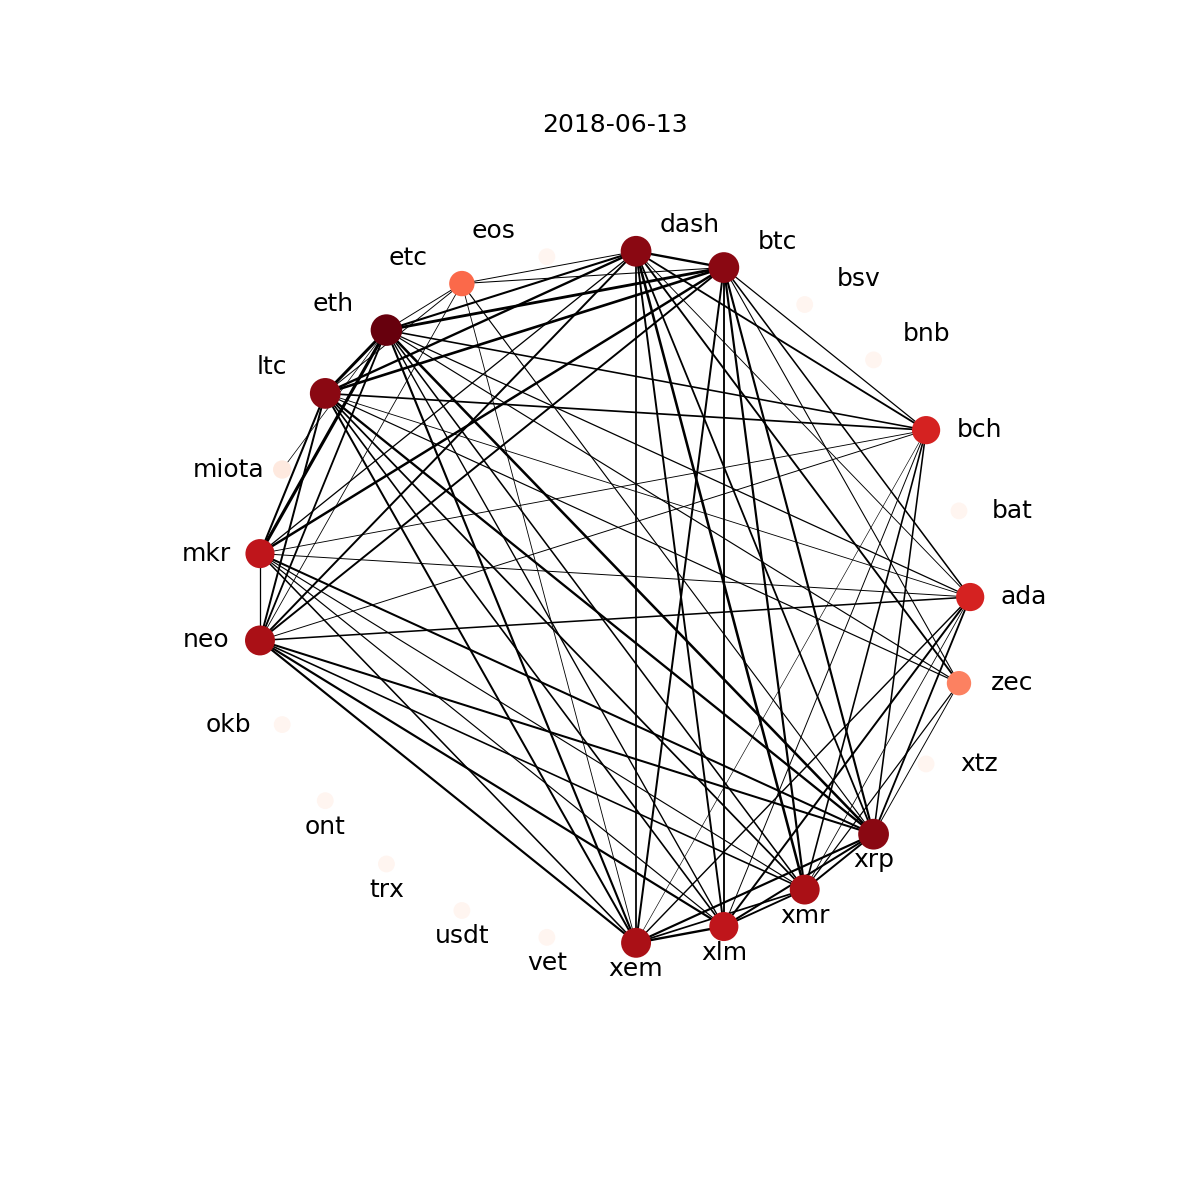 2018-06-13
dash
eos
btc
etc
bsv
eth
bnb
ltc
bch
miota
bat
mkr
ada
neo
zec
okb
xtz
ont
xrp
trx
xmr
usdt
xlm
vet
xem